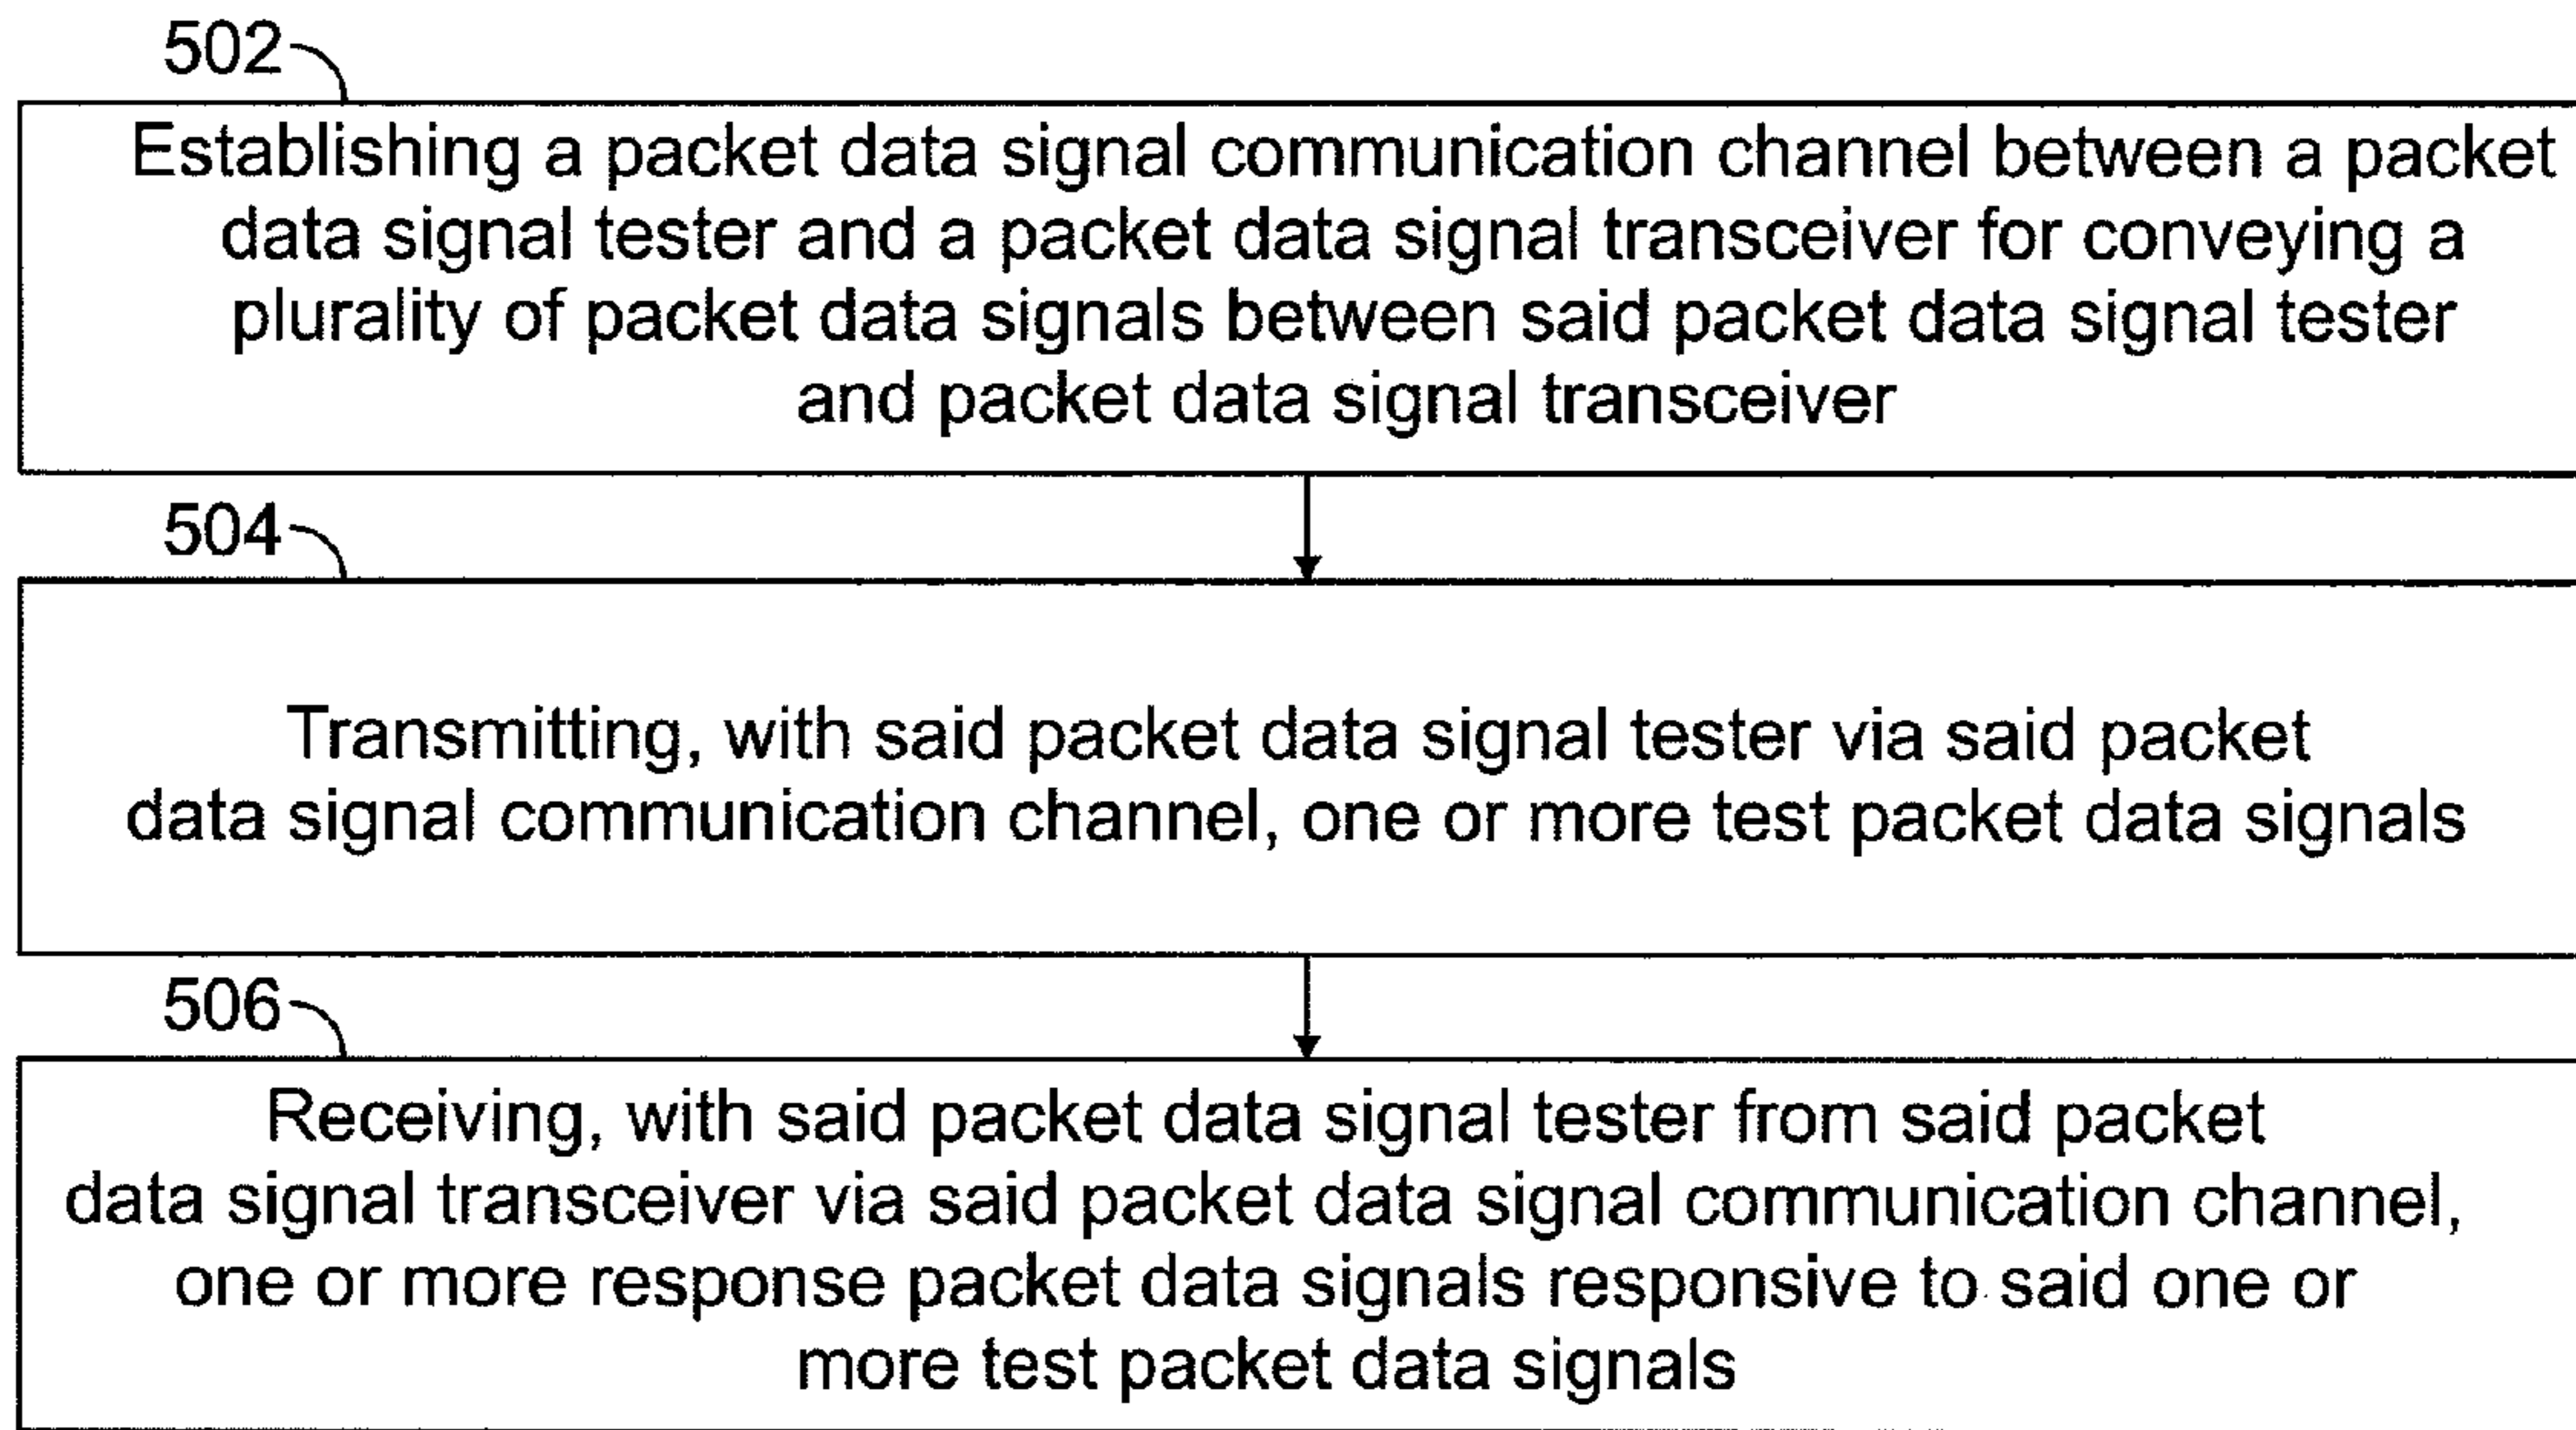 502
Establishing a packet data signal communication channel between a packet
data signal tester and a packet data signal transceiver for conveying a
plurality of packet data signals between said packet data signal tester
and packet data signal transceiver
504
Transmitting, with said packet data signal tester via said packet
data signal communication channel, one or more test packet data signals
506
Receiving, with said packet data signal tester from said packet
data signal transceiver via said packet data signal communication channel,
one or more response packet data signals responsive to said one or
more test packet data signals